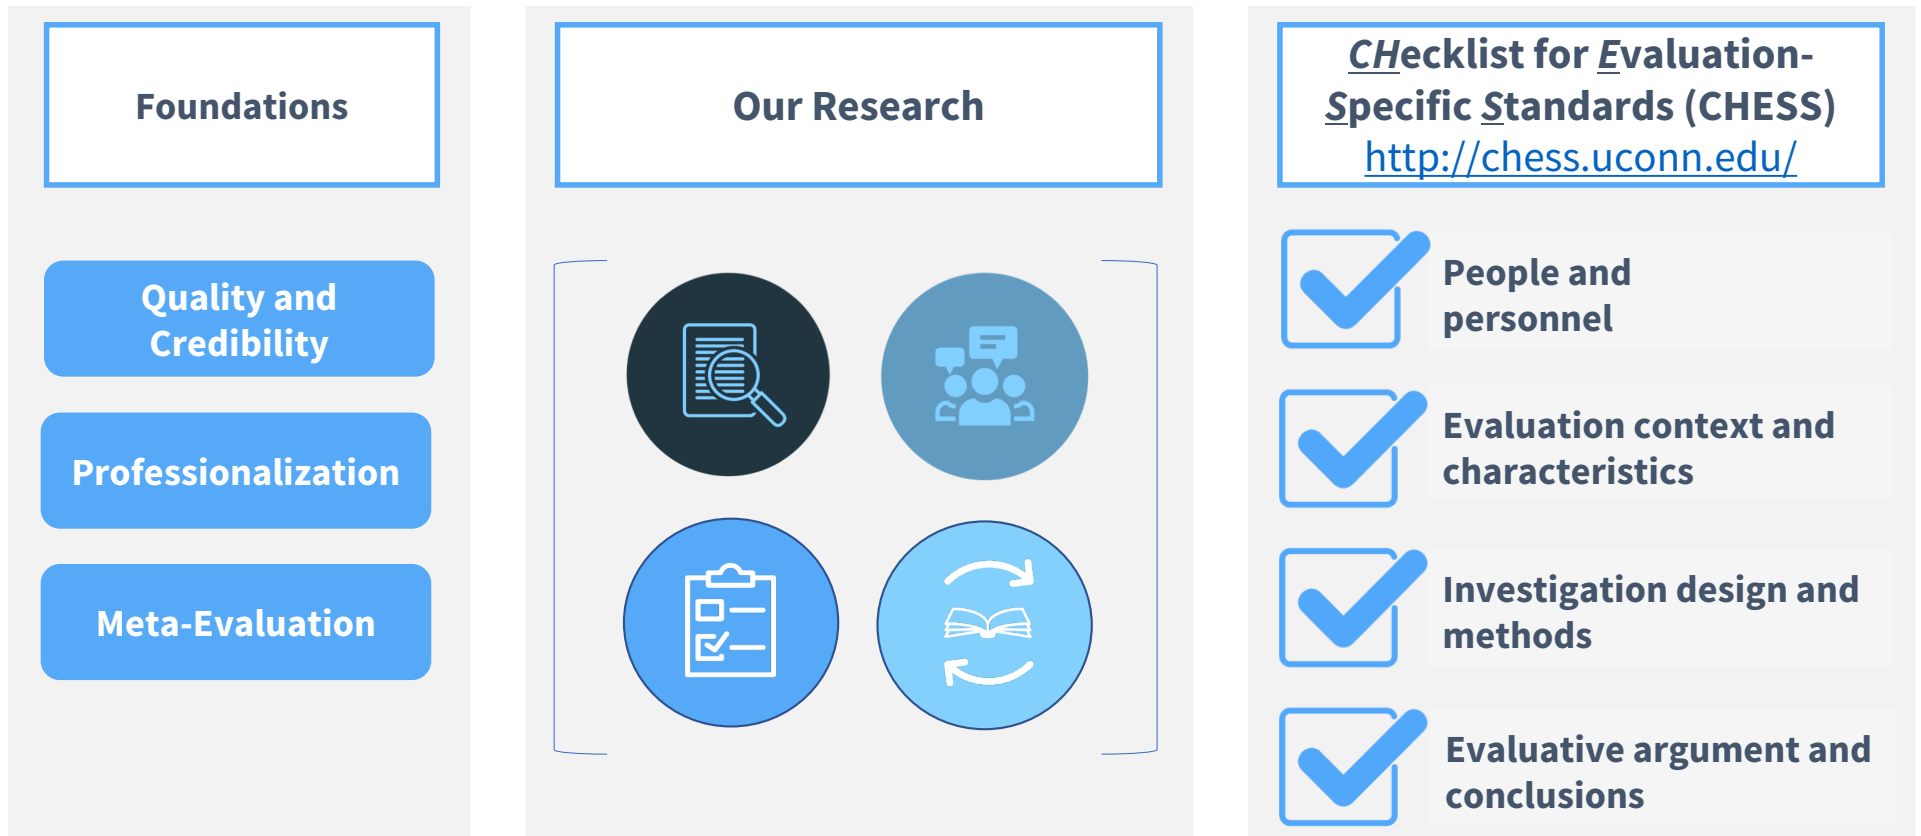 Foundations
Quality and
Credibility
Professionalization
Meta-Evaluation
Our Research
CHecklist for Evaluation-
Specific Standards (CHESS)
http://chess.uconn.edu/
People and
personnel
Evaluation context and
characteristics
Investigation design and
methods
Evaluative argument and
conclusions